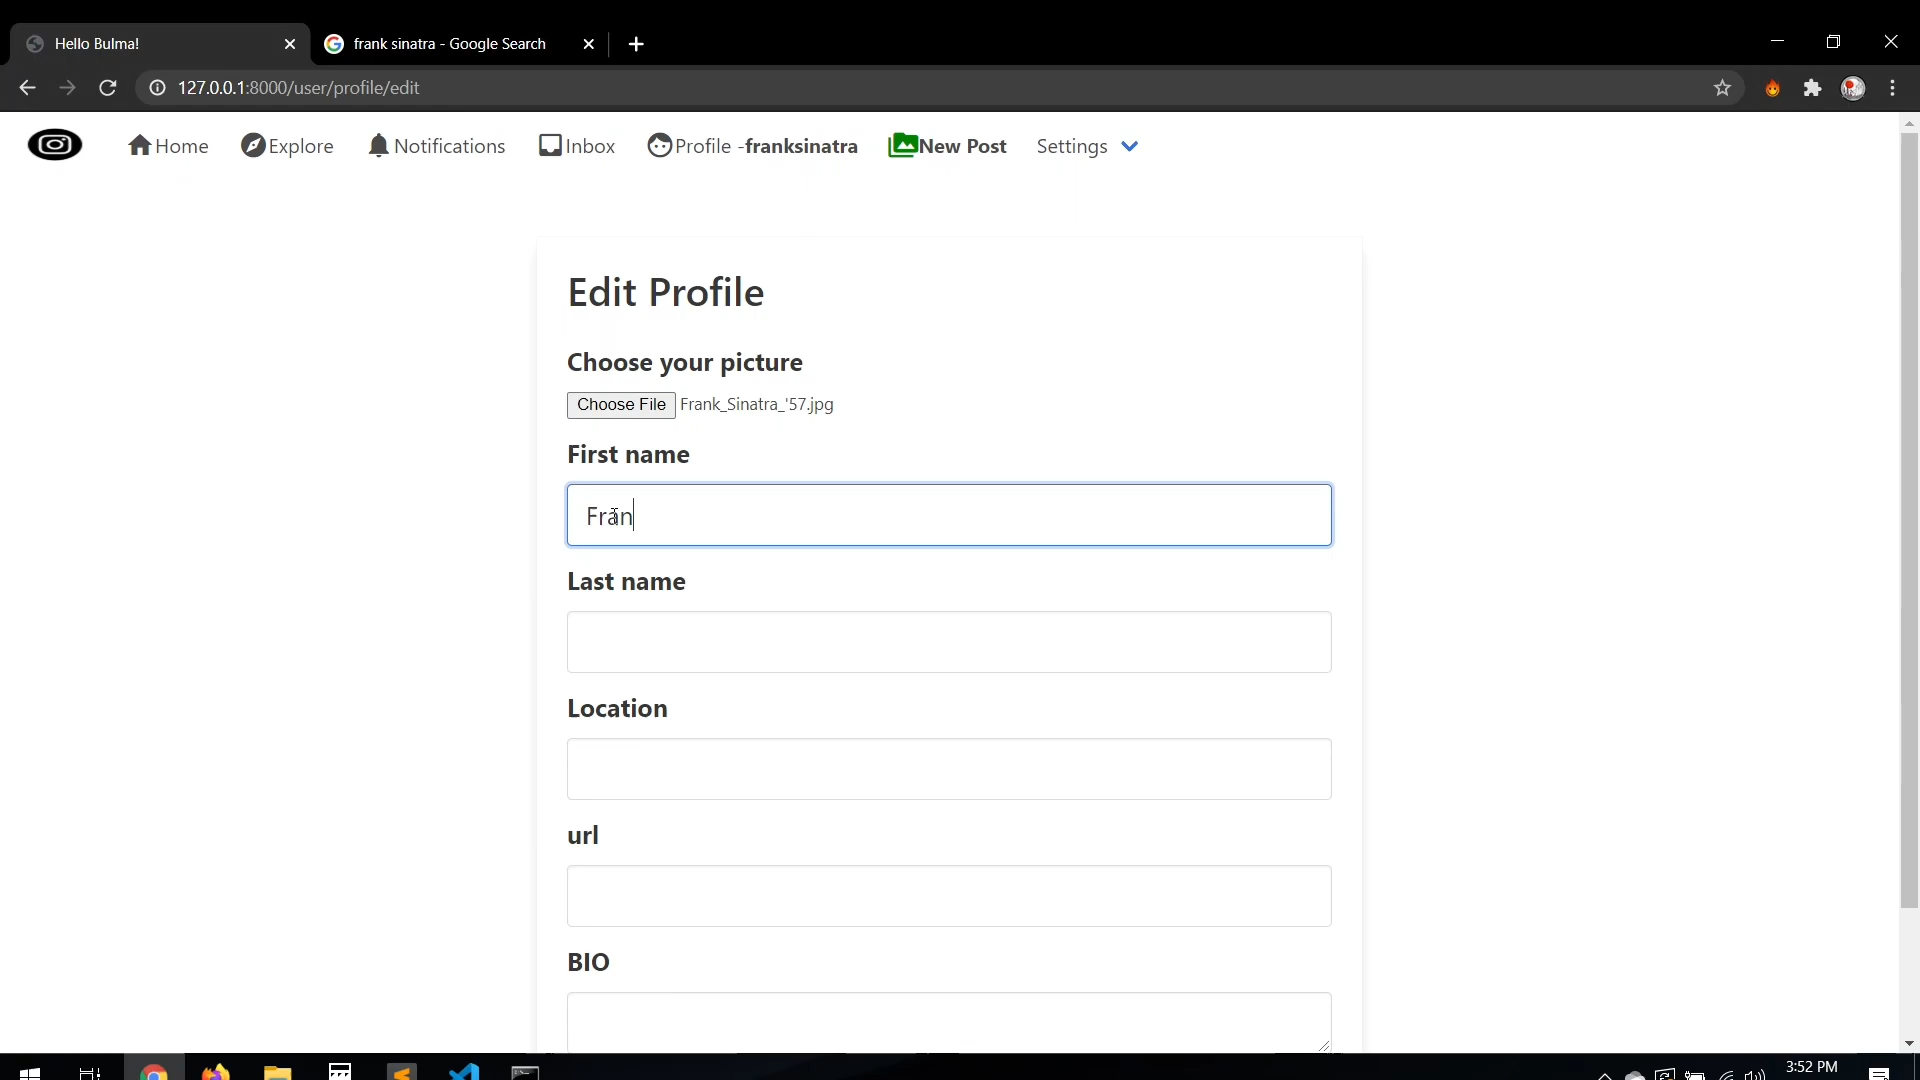 Hello Bulma!
frank sinatra - Google Search
127.0.0.1:8000/user/profile/edit
Home
Explore
Notifications
Inbox
Profile -franksinatra
New Post
Settings
Edit Profile
Choose your picture
Choose File Frank_Sinatra_'57.jpg
First name
Fran
Last name
Location
url
BIO
3:52 PM